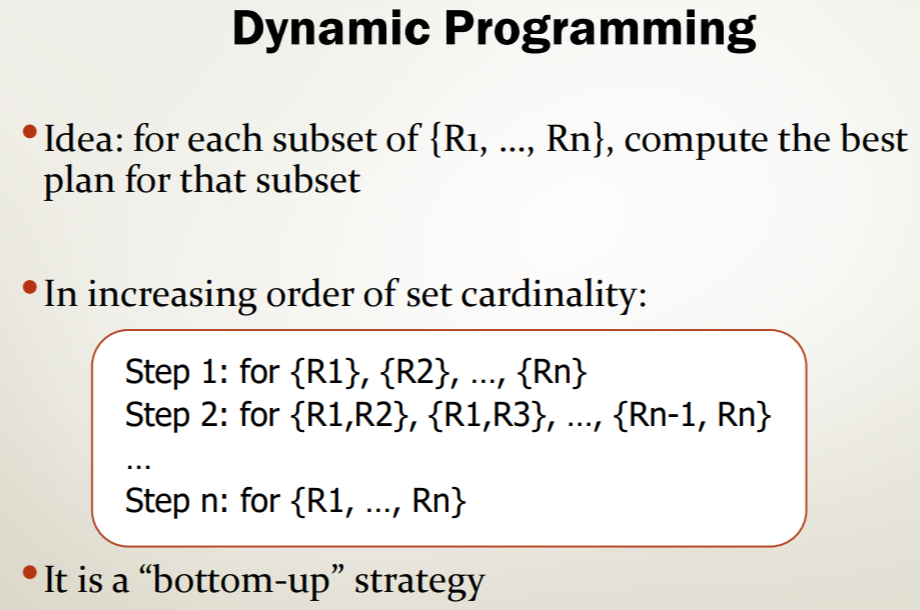 Dynamic Programming
• Idea: for each subset of {R1, ..., Rn}, compute the best
plan for that subset
• In increasing order of set cardinality:
Step 1: for {R1}, {R2}, ..., {Rn}
Step 2: for {R1,R2}, {R1,R3}, ..., {Rn-1, Rn}
...
Step n: for {R1, ..., Rn}
• It is a “bottom-up” strategy